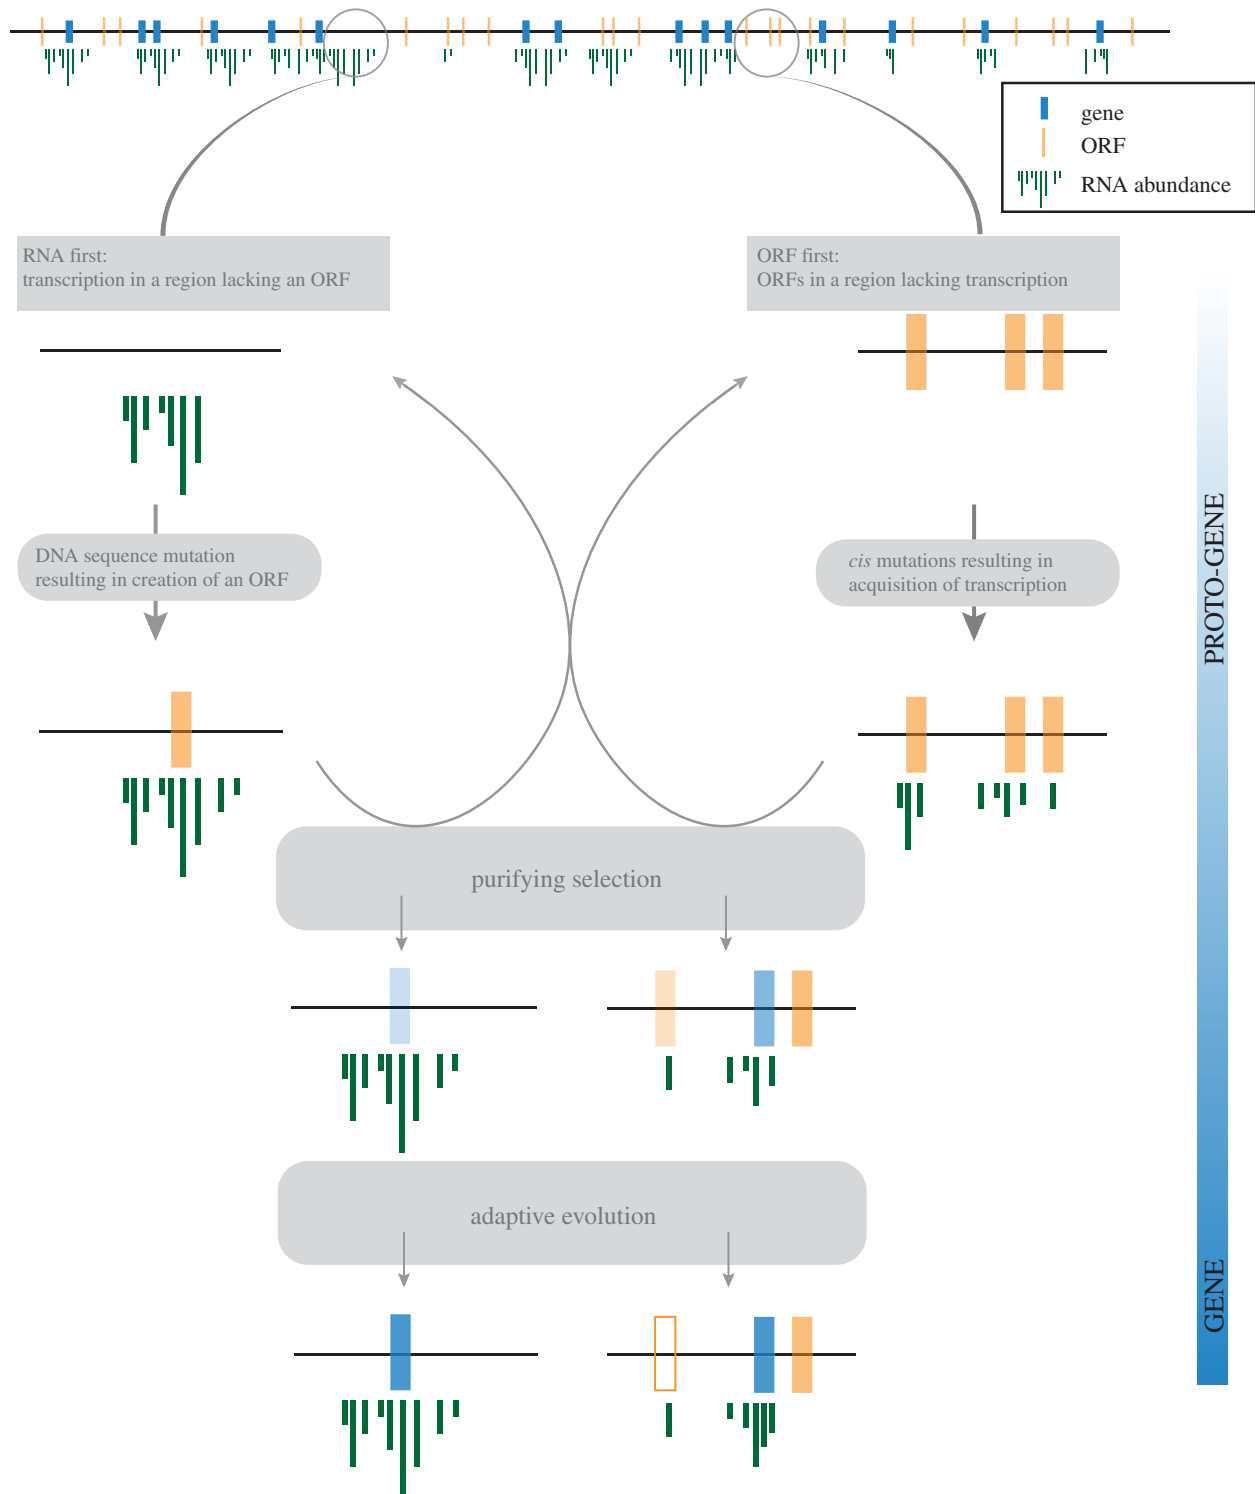 gene
ORF
RNA abundance
RNA first:
transcription in a region lacking an ORF
ORF first:
ORFs in a region lacking transcription
DNA sequence mutation
resulting in creation of an ORF
cis mutations resulting in
acquisition of transcription
PROTO-GENE
purifying selection
adaptive evolution
GENE